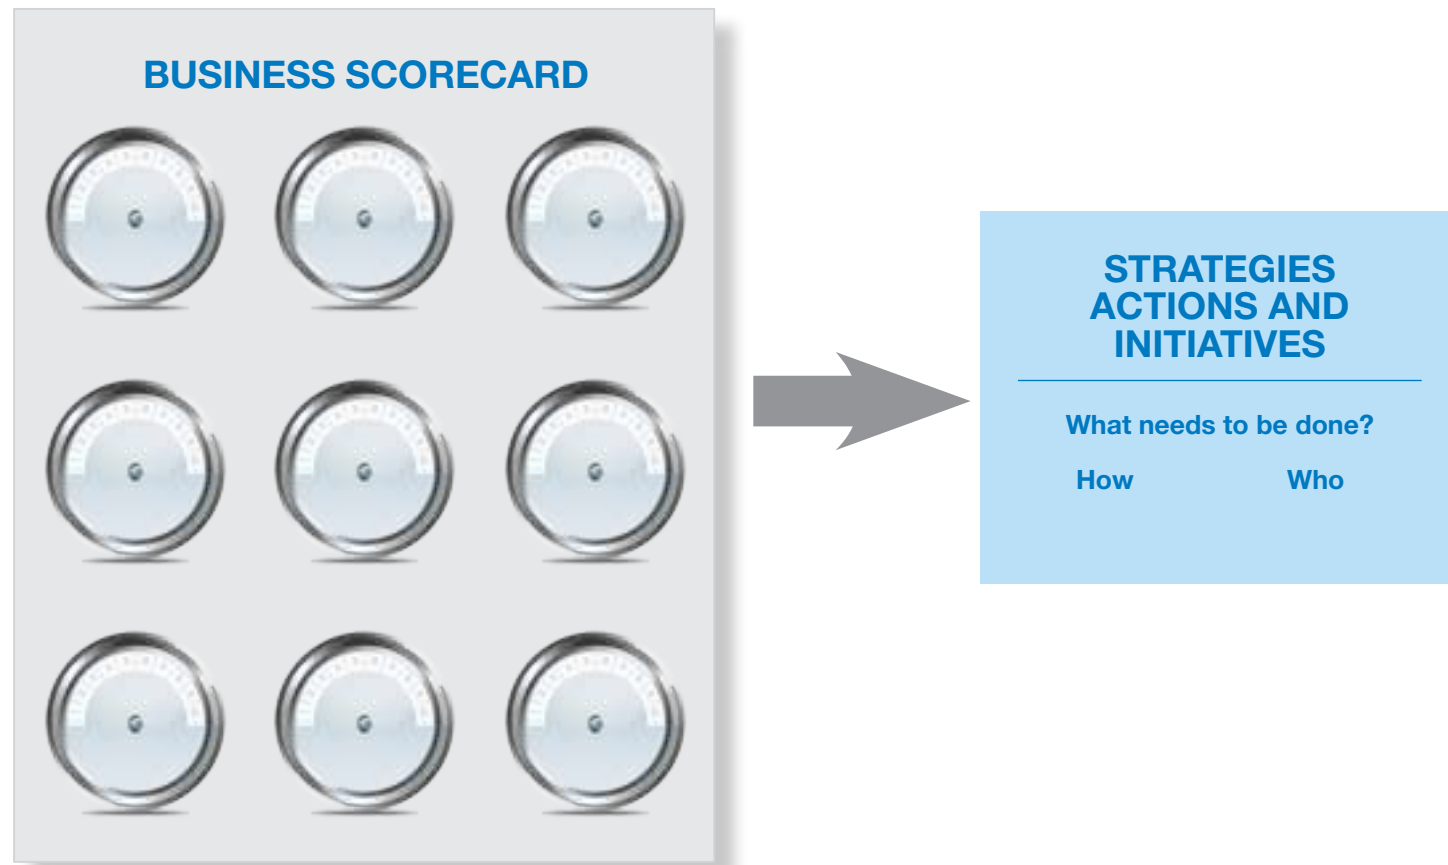 BUSINESS SCORECARD
STRATEGIES
ACTIONS AND
INITIATIVES
What needs to be done?
How Who